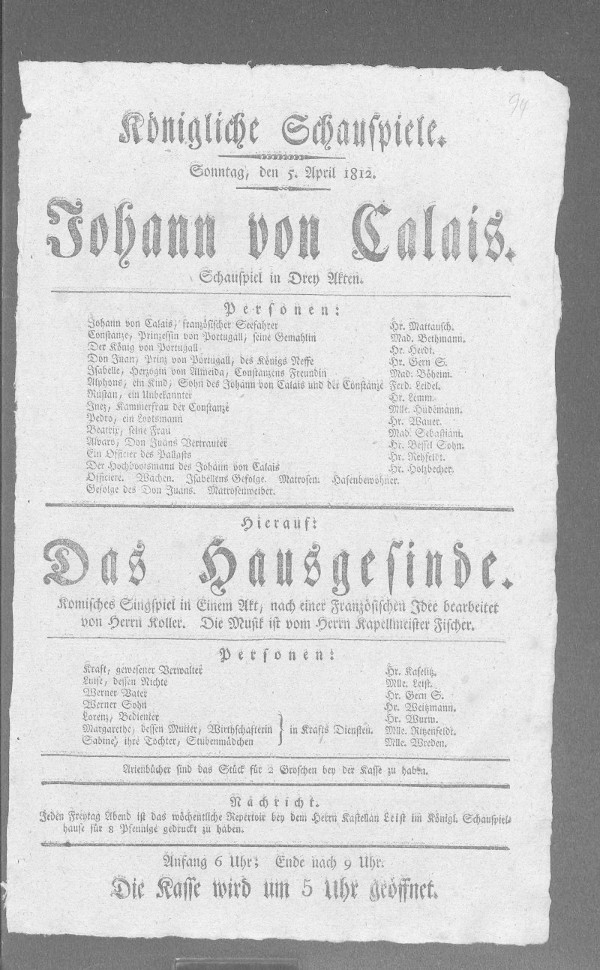 94
Königliche Schauspiele.
Sonntag, den 5. April 1812.
Johann von Calais.
Schauspiel in Drey Akten.
Personen:
Johann von Calais, französischer Seefahrer Hr. Mattausch.
Constanze, Prinzessin von Portugall, seine Gemahlin Mad. Bethmann.
Der König von Portugall Hr. Herdt.
Don Juan, Prinz von Portugall, des Königs Neffe Hr. Gern S.
Isabelle, Herzogin von Almeida, Constanzens Freundin Mad. Böheim.
Alphons, ein Kind, Sohn des Johann von Calais und der Constanze Ferd. Leidel.
Rustan, ein Unbekannter Hr. Lemm.
Inez, Kammerfrau der Constanze Mlle. Hudemann.
Pedro, ein Lootsmann Hr. Wauer.
Beatrix, seine Frau Mad. Sebastiani.
Alvaro, Don Juans Vertrauter Hr. Bessel Sohn.
Ein Officier des Pallasts Hr. Rehfeldt.
Der Hochbootsmann des Johann von Calais Hr. Holzbecher.
Officiere. Wachen. Isabellens Gefolge. Matrosen. Hafenbewohner.
Gefolge des Don Juans. Matrosenweiber.
Hierauf:
Das Hausgesinde.
Komisches Singspiel in Einem Akt, nach einer Französischen Idee bearbeitet
von Herrn Koller. Die Musik ist vom Herrn Kapellmeister Fischer.
Personen:
Kraft, gewesener Verwalter Hr. Kaselitz.
Luise, dessen Nichte Mlle. Leist.
Werner Vater Hr. Gern S.
Werner Sohn Hr. Weitzmann.
Lorenz, Bedienter Hr. Wurm.
Margarethe, dessen Mutter, Wirthschafterin } in Krafts Diensten. Mlle. Ritzenfeldt.
Sabine, ihre Tochter, Stubenmädchen Mlle. Wreden.
Arienbücher sind das Stück für 2 Groschen bey der Kasse zu haben.
Nachricht.
Jeden Freytag Abend ist das wöchentliche Repertoir bey dem Herrn Kastellan Leist im Königl. Schauspiel-
hause für 8 Pfennige gedruckt zu haben.
Anfang 6 Uhr; Ende nach 9 Uhr.
Die Kasse wird um 5 Uhr geöffnet.